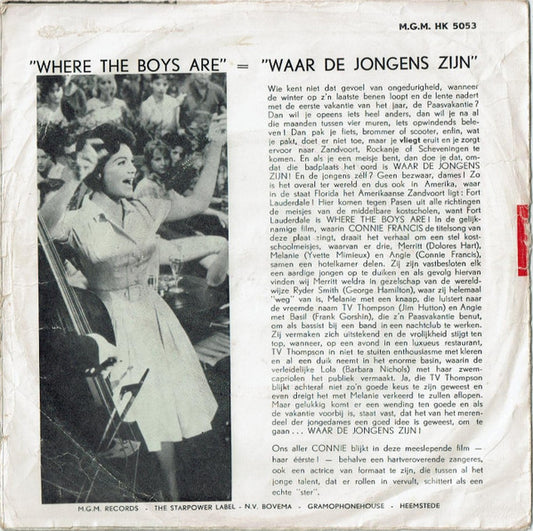 M.G.M. HK 5053
"WHERE THE BOYS ARE" = "WAAR DE JONGENS ZIJN"
Wie kent niet dat gevoel van ongedurigheid, wanneer
de winter op z'n laatste benen loopt en de lente nadert
met de eerste vakantie van het jaar, de Paasvakantie?
Dan wil je opeens iets heel anders, dan wil je na al
die maanden tussen vier muren, iets opwindends bele-
ven! Dan pak je fiets, brommer of scooter, enfin, wat
je pakt, doet er niet toe, maar je vliegt eruit en je zorgt
ervoor naar Zandvoort, Rockanje of Scheveningen te
komen. En als je een meisje bent, dan doe je dat, om-
dat die badplaats het oord is WAAR DE JONGENS
ZIJN! En de jongens zélf? Geen bezwaar, dames! Zo
is het overal ter wereld en dus ook in Amerika, waar
in de staat Florida het Amerikaanse Zandvoort ligt: Fort
Lauderdale! Hier komen tegen Pasen uit alle richtingen
de meisjes van de middelbare kostscholen, want Fort
Lauderdale is WHERE THE BOYS ARE! In de gelijk-
namige film, waarin CONNIE FRANCIS de titelsong van
deze plaat zingt, draait het verhaal om een stel kost-
schoolmeisjes, waarvan er drie, Merritt (Dolores Hart),
Melanie (Yvette Mimieux) en Angie (Connie Francis),
samen een hotelkamer delen. Zij zijn vastbesloten elk
een aardige jongen op te duiken en als gevolg hiervan
vinden wij Merritt weldra in gezelschap van de wereld-
wijze Ryder Smith (George Hamilton), waar zij helemaal
"weg" van is, Melanie met een knaap, die luistert naar
de vreemde naam TV Thompson (Jim Hutton) en Angie
met Basil (Frank Gorshin), die z'n Paasvakantie benut,
om als bassist bij een band in een nachtclub te werken.
Zij vermaken zich uitstekend en de vrolijkheid stijgt ten
top, wanneer, op een avond in een luxueus restaurant,
TV Thompson in niet te stuiten enthousiasme met kleren
en al een duik neemt in het enorme basin, waarin de
verleidelijke Lola (Barbara Nichols) met haar zwem-
capriolen het publiek vermaakt. Ja, die TV Thompson
blijkt achteraf niet zo'n goede keus te zijn geweest en
even dreigt het met Melanie verkeerd te zullen aflopen.
Maar gelukkig komt er een wending ten goede en als
de vakantie voorbij is, staat vast, dat het van het meren-
deel der jongedames een goed idee is geweest, om te
gaan . . . WAAR DE JONGENS ZIJN!
Ons aller CONNIE blijkt in deze meeslepende film —
haar éérste! — behalve een hartveroverende zangeres,
ook een actrice van formaat te zijn, die tussen al het
jonge talent, dat er rollen in vervult, schittert als een
echte "ster".
M.G.M. RECORDS - THE STARPOWER LABEL - N.V. BOVEMA - GRAMOPHONEHOUSE - HEEMSTEDE